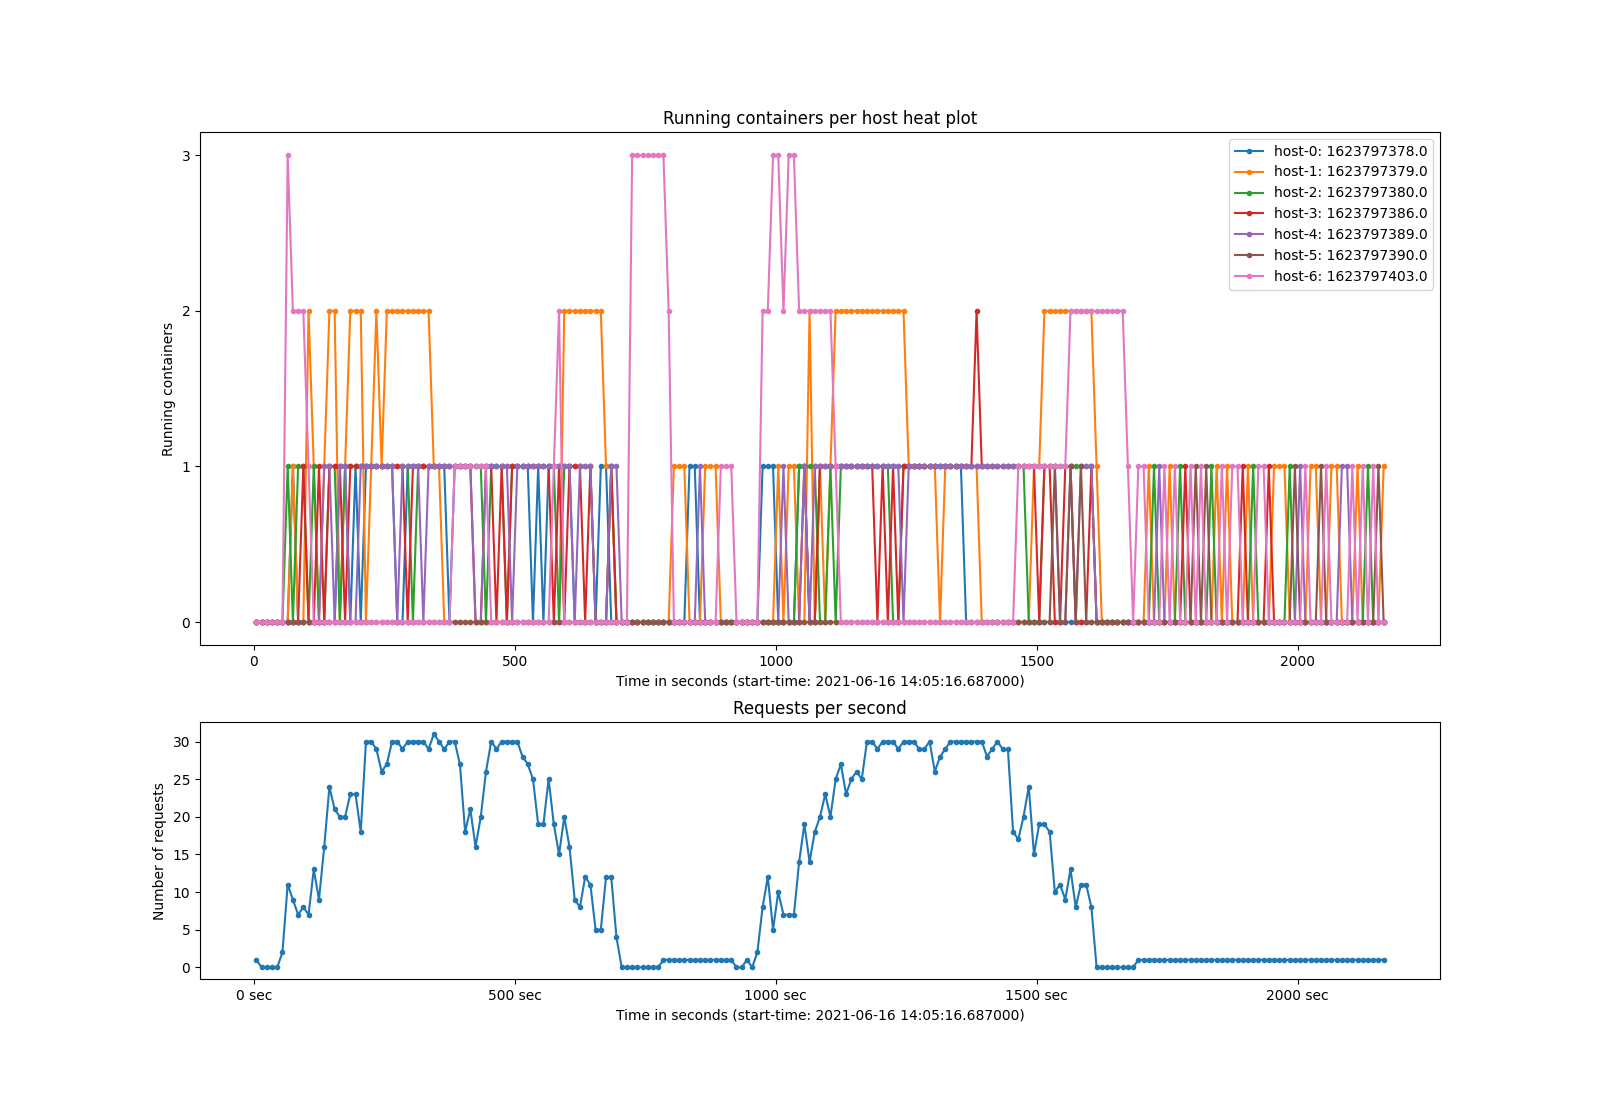 Running containers per host heat plot
3
2
1
0
Running containers
host-0: 1623797378.0
host-1: 1623797379.0
host-2: 1623797380.0
host-3: 1623797386.0
host-4: 1623797389.0
host-5: 1623797390.0
host-6: 1623797403.0
0 500 1000 1500 2000
Time in seconds (start-time: 2021-06-16 14:05:16.687000)
Requests per second
30
25
20
15
10
5
0
Number of requests
0 sec 500 sec 1000 sec 1500 sec 2000 sec
Time in seconds (start-time: 2021-06-16 14:05:16.687000)